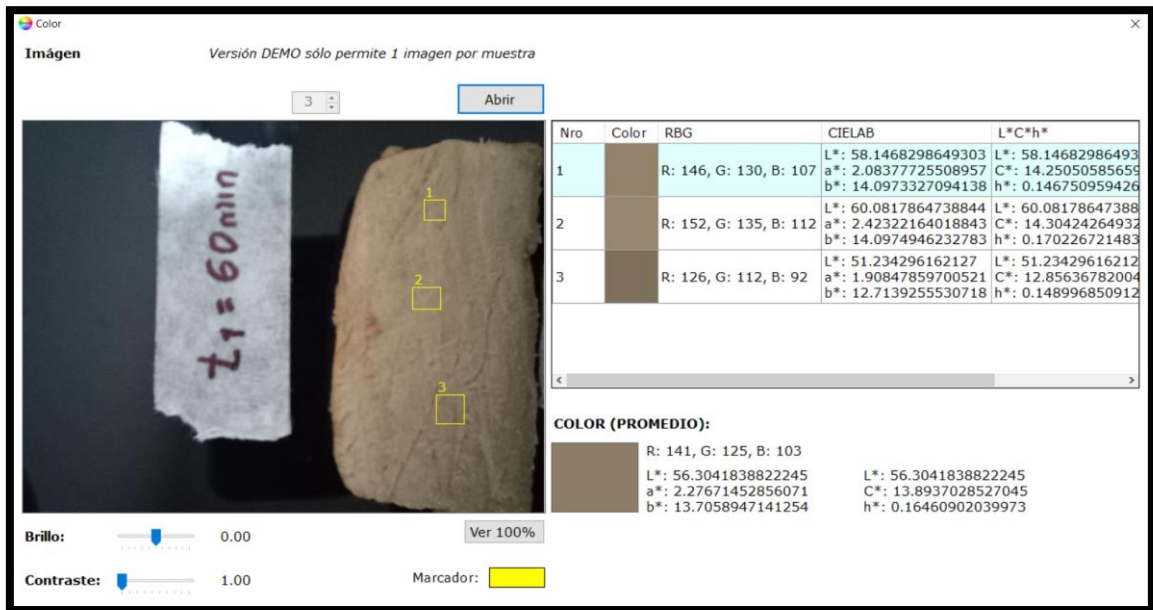 Color
Imágen
Versión DEMO sólo permite 1 imagen por muestra
3
Abrir
t1 = 60min
1
2
3
Nro Color RBG CIELAB L*C*h*
1 R: 146, G: 130, B: 107 L*: 58.1468298649303 L*: 58.14682986493
a*: 2.08377725508957 C*: 14.25050585659
b*: 14.0973327094138 h*: 0.146750959426
2 R: 152, G: 135, B: 112 L*: 60.0817864738844 L*: 60.08178647388
a*: 2.42322164018843 C*: 14.30424264932
b*: 14.0974946232783 h*: 0.170226721483
3 R: 126, G: 112, B: 92 L*: 51.234296162127 L*: 51.23429616212
a*: 1.90847859700521 C*: 12.85636782004
b*: 12.7139255530718 h*: 0.148996850912
COLOR (PROMEDIO):
R: 141, G: 125, B: 103
L*: 56.3041838822245 L*: 56.3041838822245
a*: 2.27671452856071 C*: 13.8937028527045
b*: 13.7058947141254 h*: 0.16460902039973
Brillo: 0.00
Ver 100%
Contraste: 1.00
Marcador: